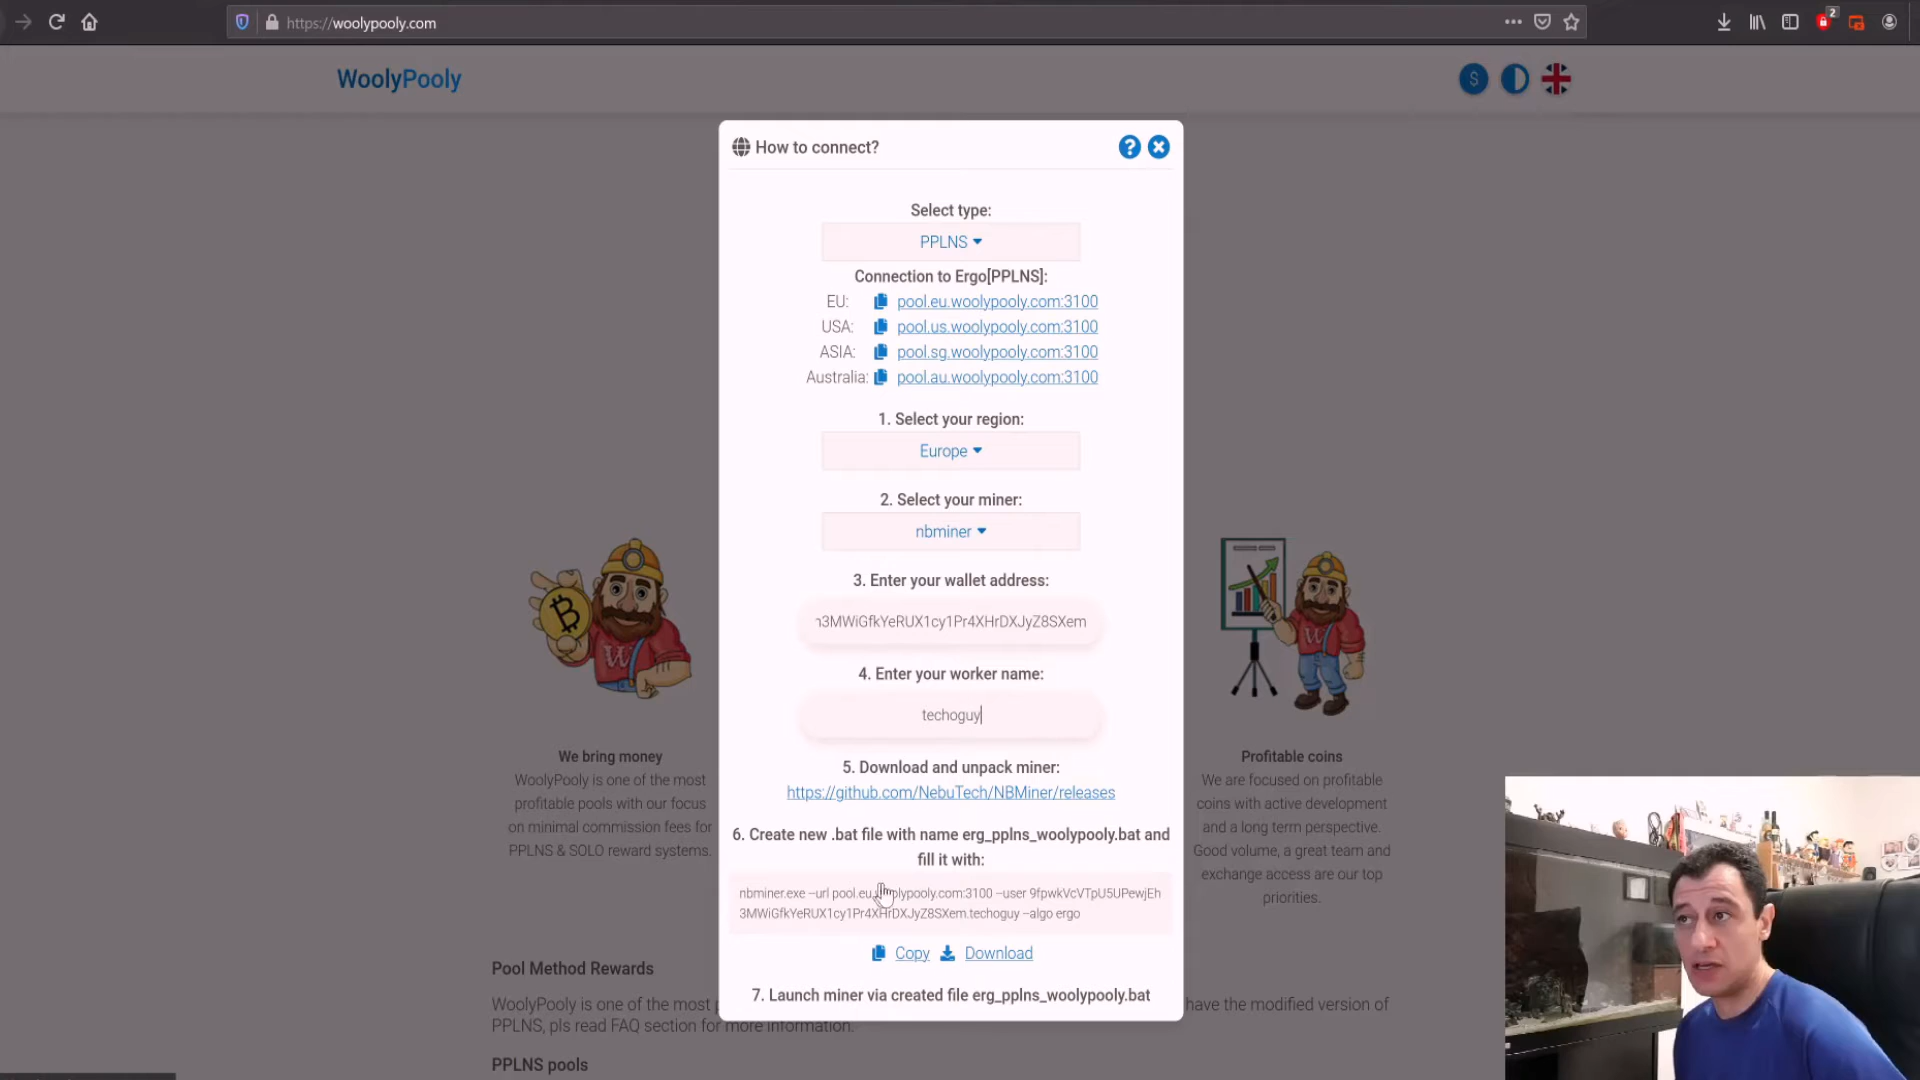 https://woolypooly.com
2
WoolyPooly
$
How to connect?
?
Select type:
PPLNS
Connection to Ergo[PPLNS]:
EU: pool.eu.woolypooly.com:3100
USA: pool.us.woolypooly.com:3100
ASIA: pool.sg.woolypooly.com:3100
Australia: pool.au.woolypooly.com:3100
1. Select your region:
Europe
2. Select your miner:
nbminer
3. Enter your wallet address:
3MWiGfkYeRUX1cy1Pr4XHrDXJyZ8SXem
4. Enter your worker name:
techoguy
5. Download and unpack miner:
https://github.com/NebuTech/NBMiner/releases
6. Create new .bat file with name erg_pplns_woolypooly.bat and
fill it with:
nbminer.exe --url pool.eu.woolypooly.com:3100 --user 9fpwkVcVTpU5UPewjEh
3MWiGfkYeRUX1cy1Pr4XHrDXJyZ8SXem.techoguy --algo ergo
Copy Download
7. Launch miner via created file erg_pplns_woolypooly.bat
We bring money
WoolyPooly is one of the most
profitable pools with our focus
on minimal commission fees for
PPLNS & SOLO reward systems.
Profitable coins
We are focused on profitable
coins with active development
and a long term perspective.
Good volume, a great team and
exchange access are our top
priorities.
Pool Method Rewards
WoolyPooly is one of the most have the modified version of
PPLNS, pls read FAQ section for more information.
PPLNS pools